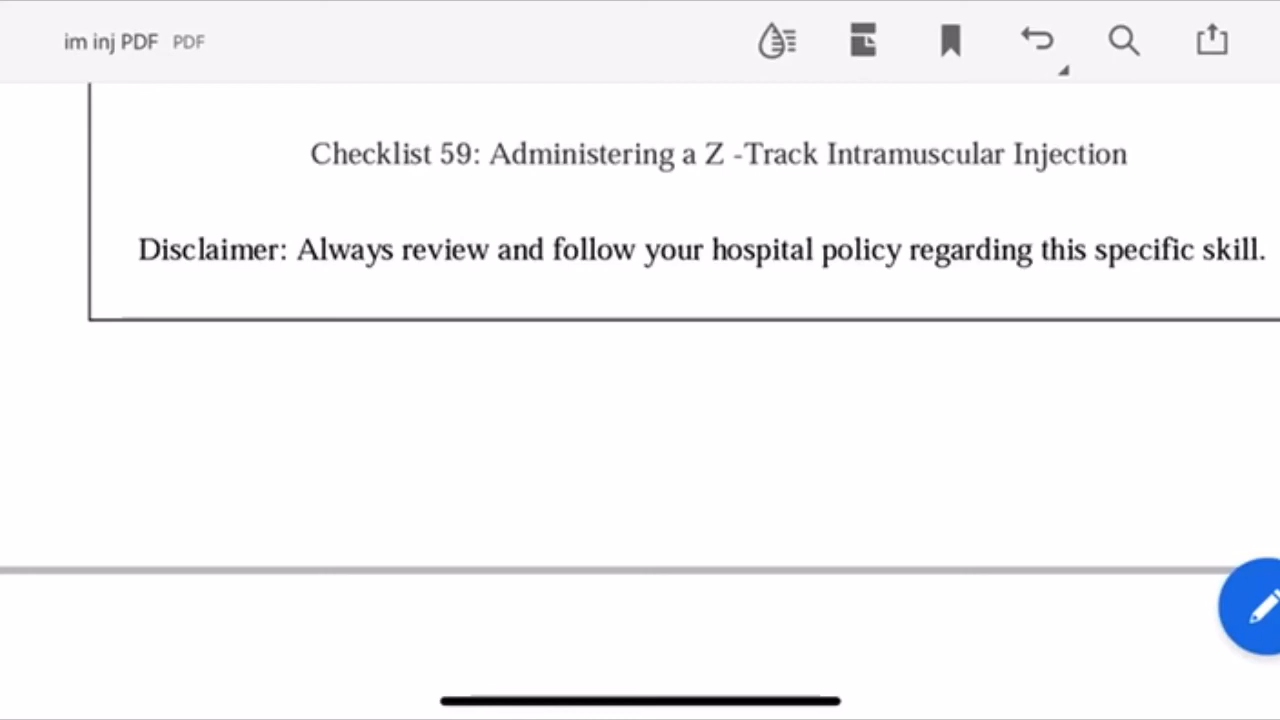 im inj PDF PDF
Checklist 59: Administering a Z -Track Intramuscular Injection
Disclaimer: Always review and follow your hospital policy regarding this specific skill.